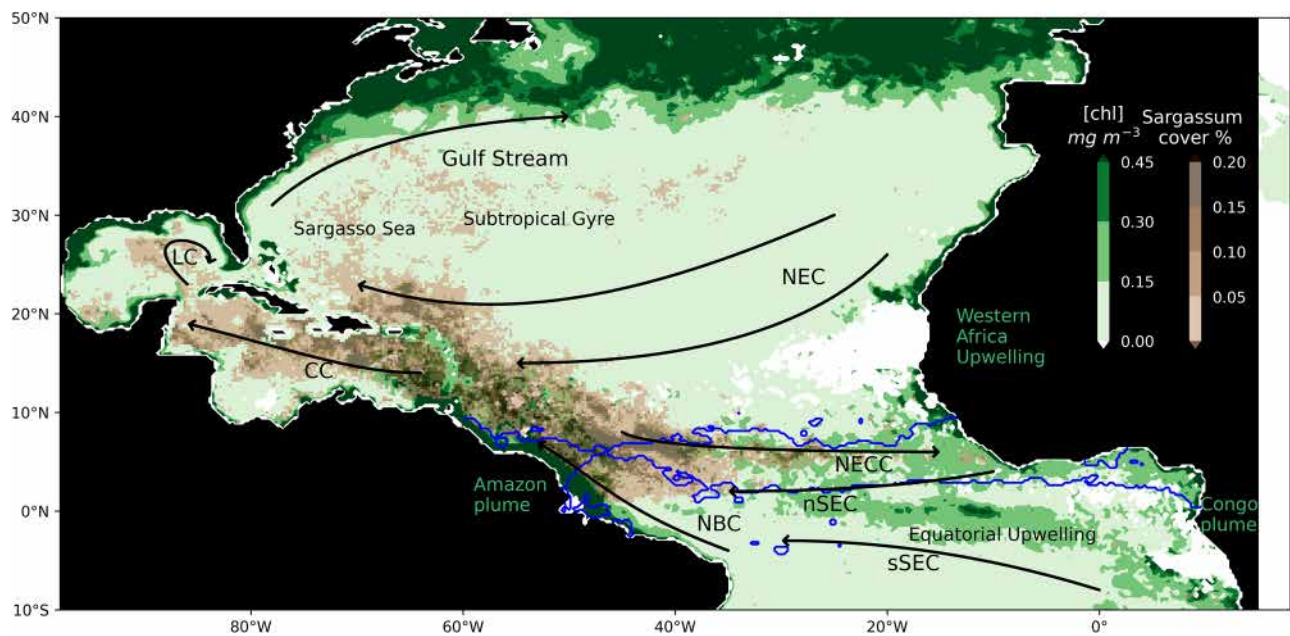 50°N
40°N
30°N
20°N
10°N
0°N
10°S
80°W
60°W
40°W
20°W
0°
[chl]
mg m⁻³
0.45
0.30
0.15
0.00
Sargassum
cover %
0.20
0.15
0.10
0.05
Gulf Stream
Sargasso Sea
Subtropical Gyre
LC
NEC
CC
Western
Africa
Upwelling
NECC
Amazon
plume
nSEC
NBC
Congo
plume
Equatorial Upwelling
sSEC